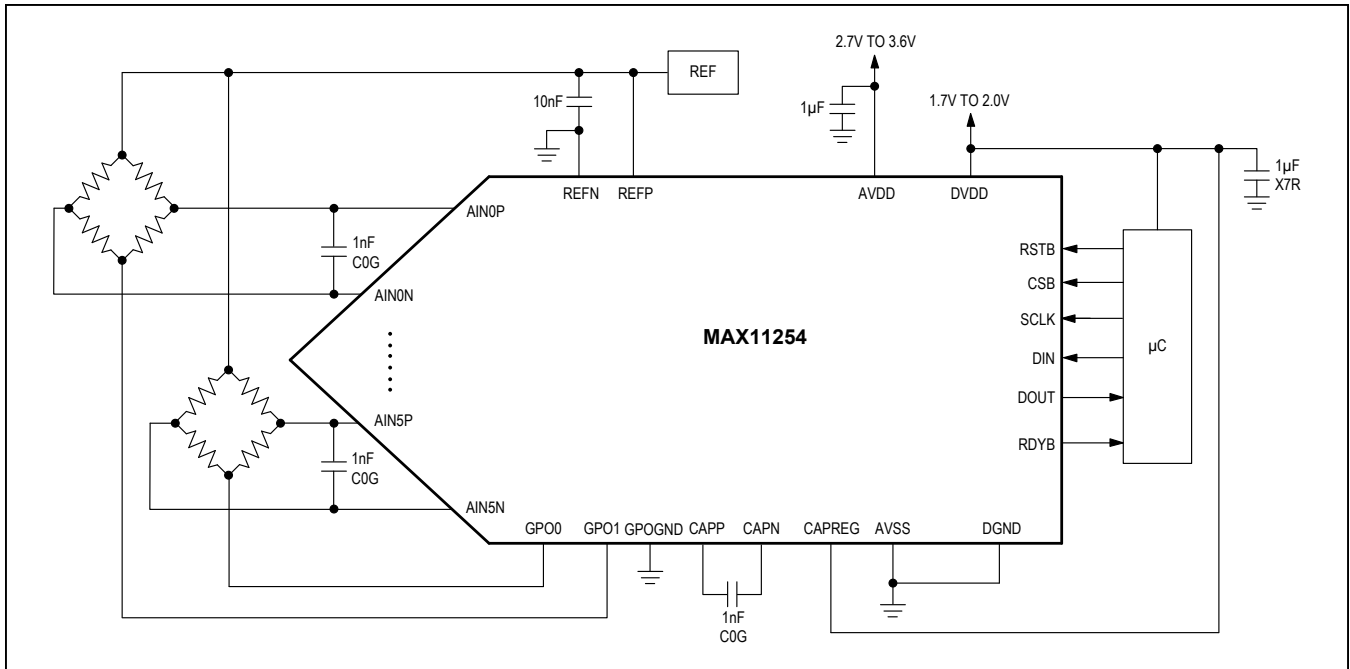 2.7V TO 3.6V
REF
1.7V TO 2.0V
10nF
1µF
1µF
X7R
REFN
REFP
AVDD
DVDD
AIN0P
1nF
C0G
AIN0N
RSTB
CSB
SCLK
DIN
DOUT
RDYB
µC
MAX11254
AIN5P
1nF
C0G
AIN5N
GPO0
GPO1
GPOGND
CAPP
CAPN
CAPREG
AVSS
DGND
1nF
C0G